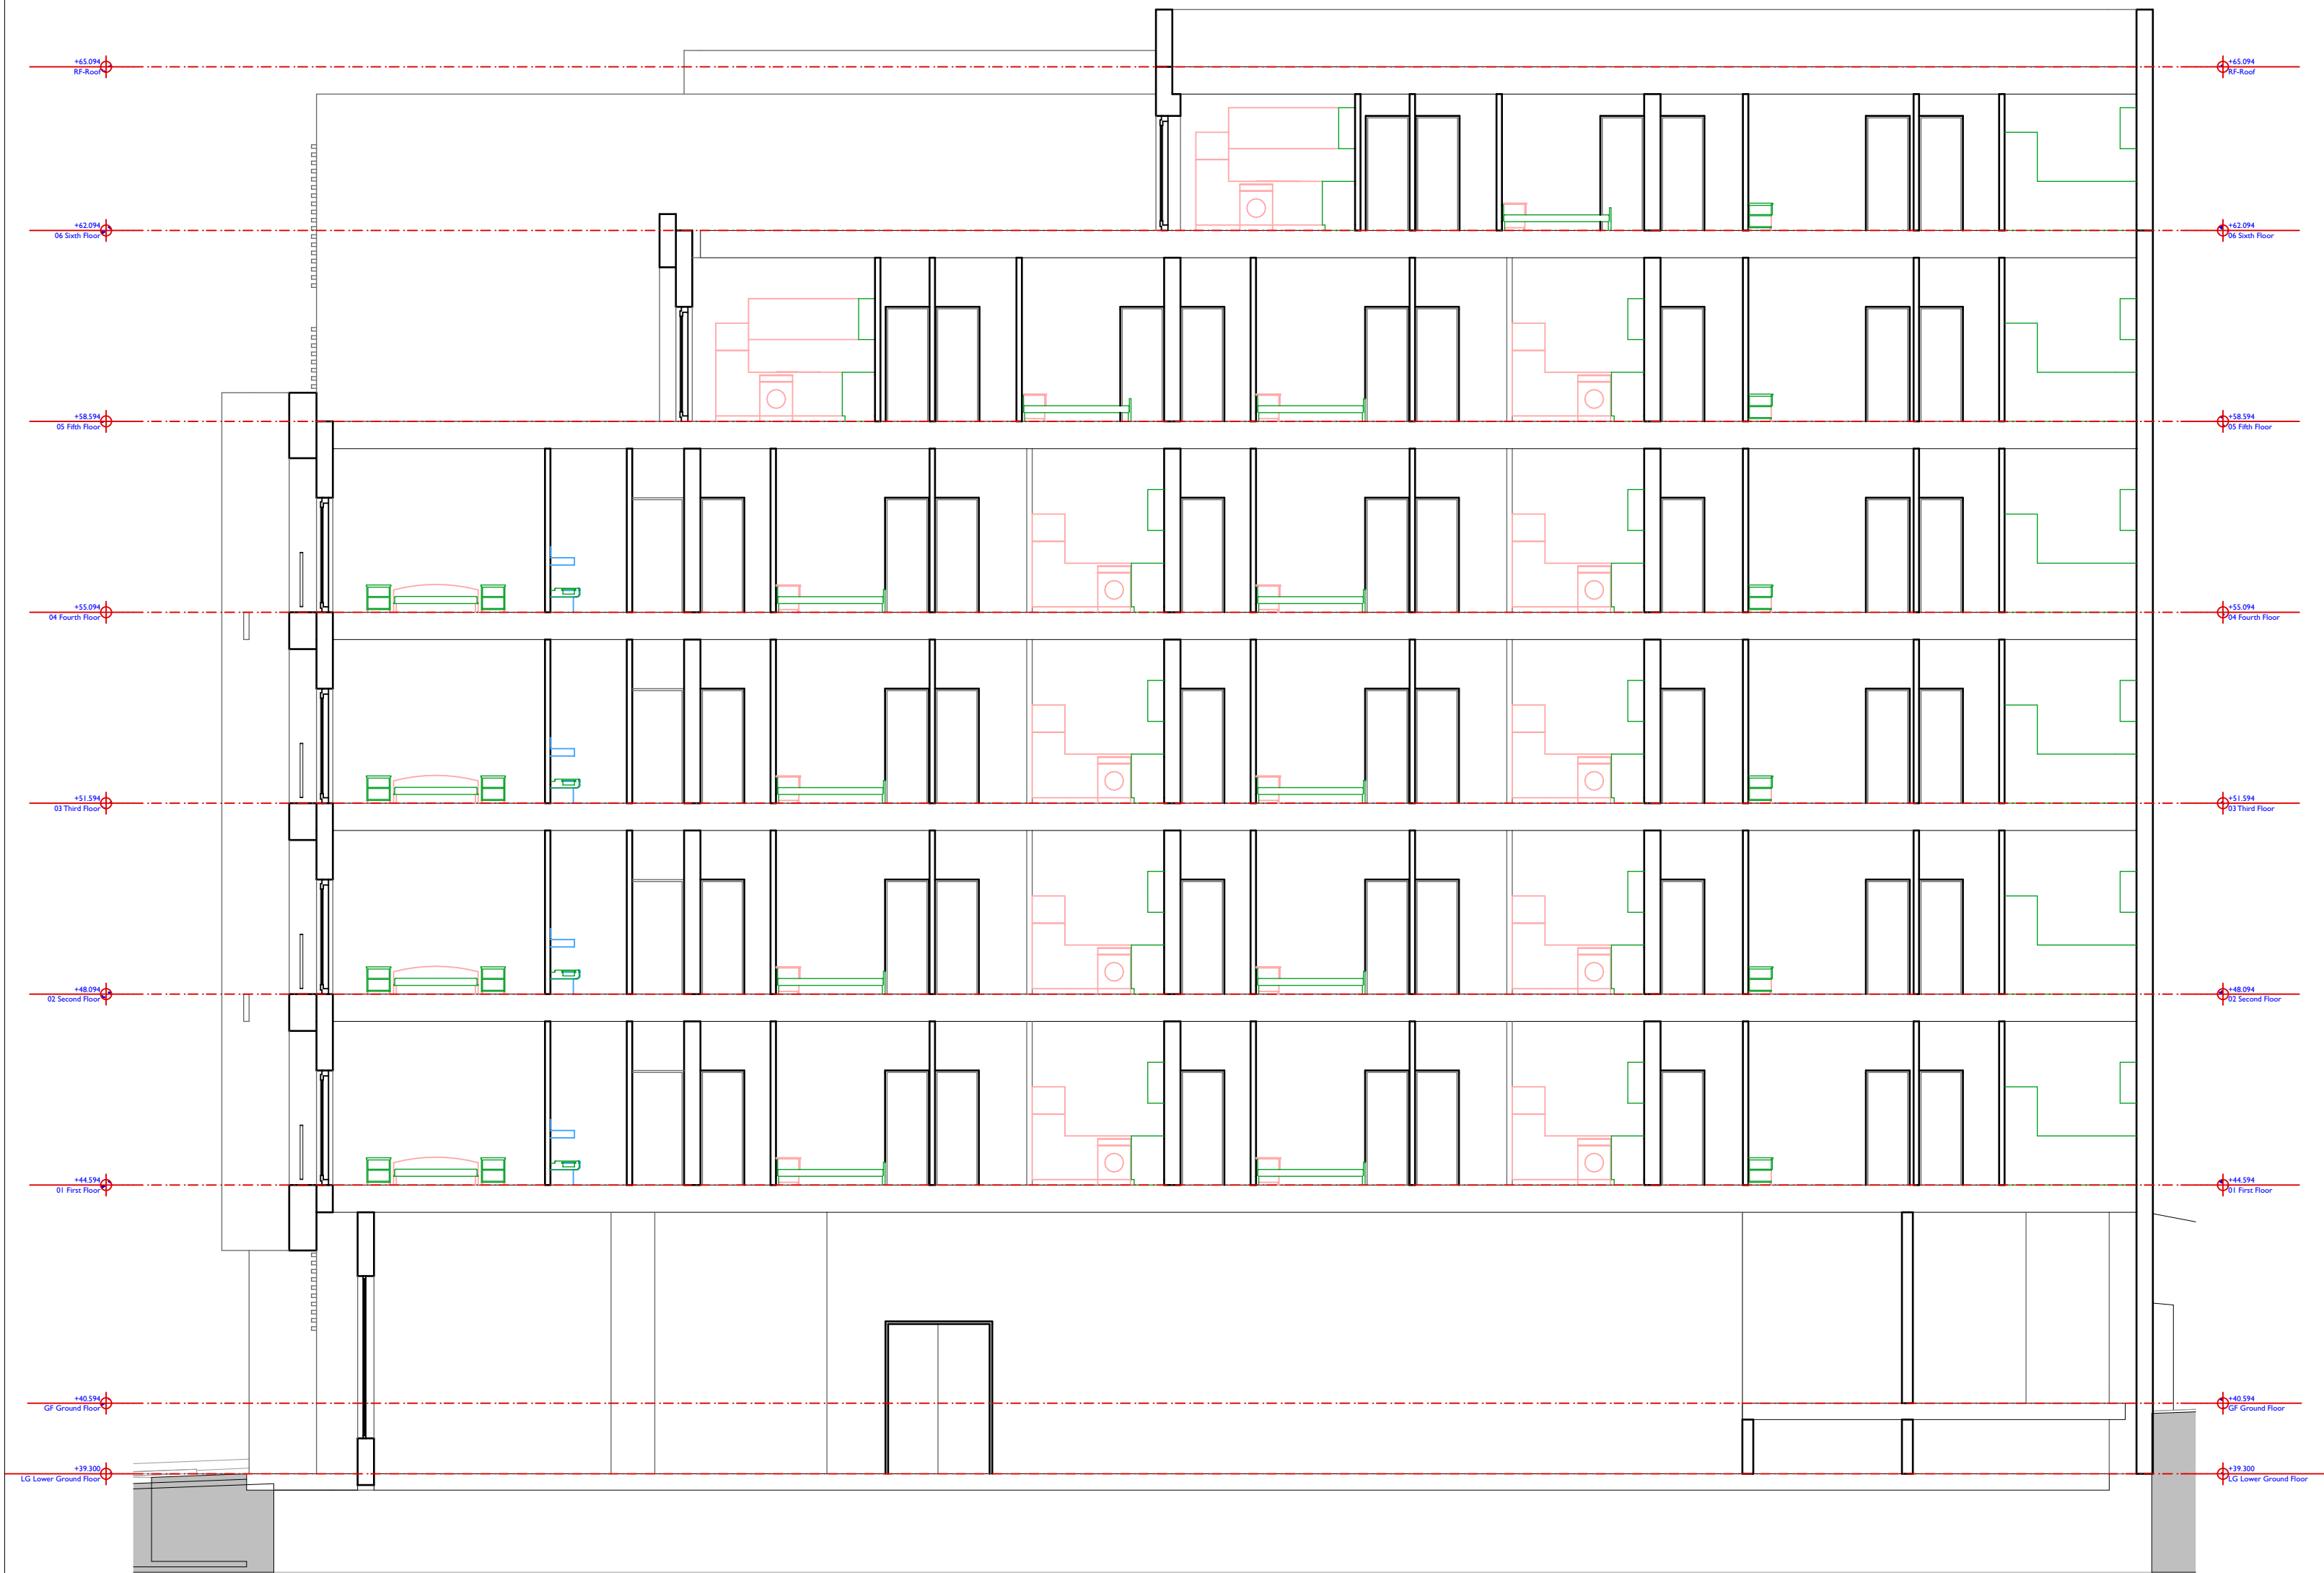 +65.094
RF-Roof
+65.094
RF-Roof
+62.094
06 Sixth Floor
+62.094
06 Sixth Floor
+58.594
05 Fifth Floor
+58.594
05 Fifth Floor
+55.094
04 Fourth Floor
+55.094
04 Fourth Floor
+51.594
03 Third Floor
+51.594
03 Third Floor
+48.094
02 Second Floor
+48.094
02 Second Floor
+44.594
01 First Floor
+44.594
01 First Floor
+40.594
GF Ground Floor
+40.594
GF Ground Floor
+39.300
LG Lower Ground Floor
+39.300
LG Lower Ground Floor